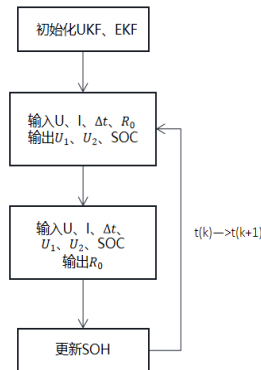 初始化UKF、EKF
输入U、I、Δt、R₀
输出U₁、U₂、SOC
输入U、I、Δt、
U₁、U₂、SOC
输出R₀
t(k)—>t(k+1)
更新SOH